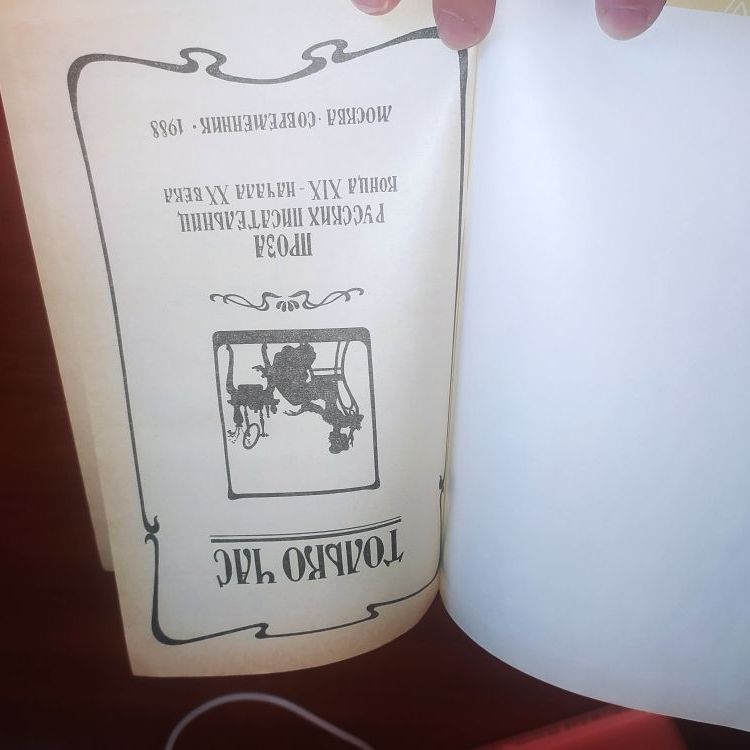 ТОЛЬКО ЧАС
ПРОЗА
РУССКИХ ПИСАТЕЛЬНИЦ
КОНЦА XIX - НАЧАЛА XX ВЕКА
МОСКВА · СОВРЕМЕННИК · 1988